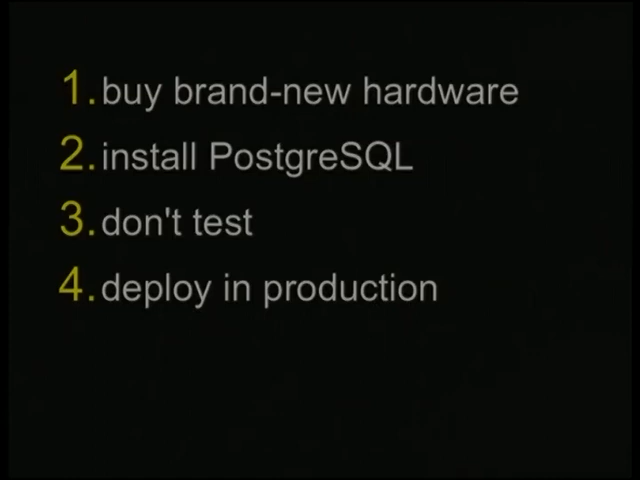 1. buy brand-new hardware
2. install PostgreSQL
3. don't test
4. deploy in production